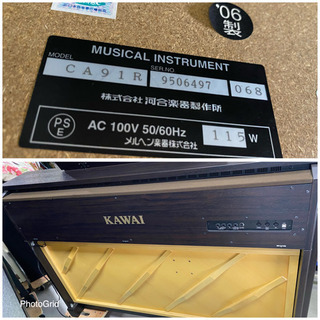 '06
製
MUSICAL INSTRUMENT
MODEL
SER.NO
CA91R
9506497
068
株式会社 河合楽器製作所
PS
E
AC 100V 50/60Hz
115 W
メルヘン楽器株式会社
KAWAI
PhotoGrid